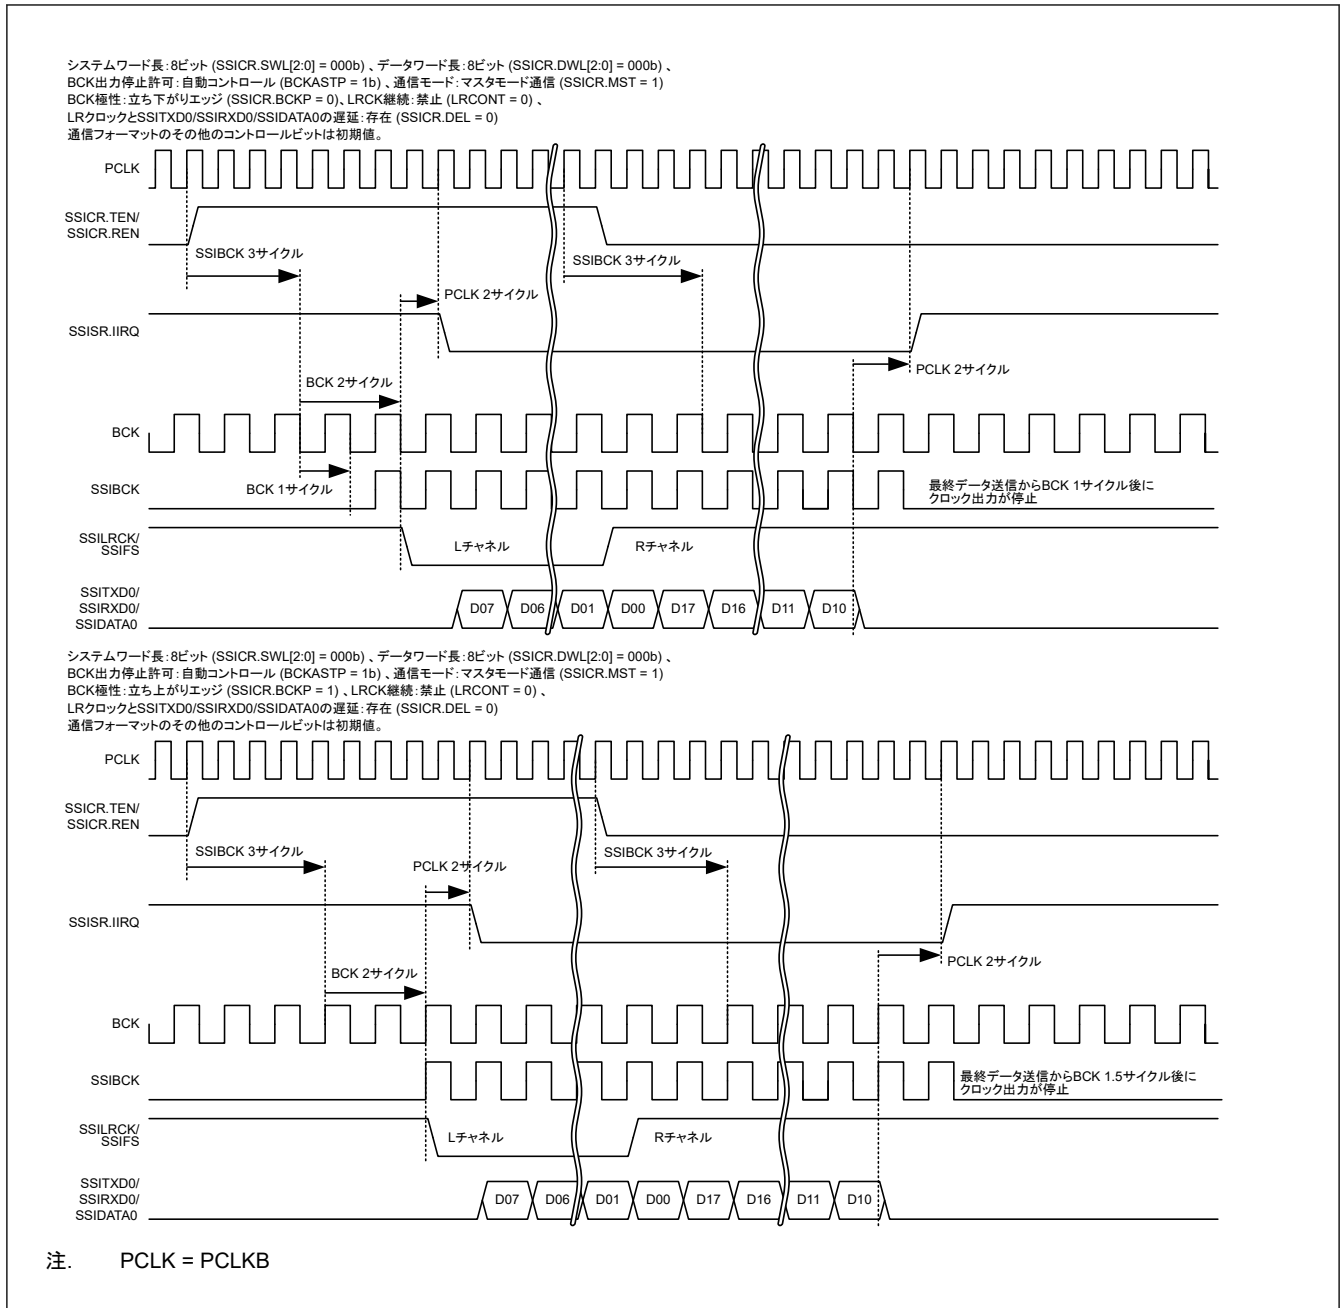 システムワード長:8ビット (SSICR.SWL[2:0] = 000b) 、データワード長:8ビット (SSICR.DWL[2:0] = 000b) 、
BCK出力停止許可:自動コントロール (BCKASTP = 1b) 、通信モード:マスタモード通信 (SSICR.MST = 1)
BCK極性:立ち下がりエッジ (SSICR.BCKP = 0)、LRCK継続:禁止 (LRCONT = 0) 、
LRクロックとSSITXD0/SSIRXD0/SSIDATA0の遅延:存在 (SSICR.DEL = 0)
通信フォーマットのその他のコントロールビットは初期値。
PCLK
SSICR.TEN/
SSICR.REN
SSIBCK 3サイクル
SSIBCK 3サイクル
PCLK 2サイクル
SSISR.IIRQ
PCLK 2サイクル
BCK 2サイクル
BCK
BCK 1サイクル
SSIBCK
最終データ送信からBCK 1サイクル後に
クロック出力が停止
SSILRCK/
SSIFS
Lチャネル
Rチャネル
SSITXD0/
SSIRXD0/
SSIDATA0
D07 D06 D01 D00 D17 D16 D11 D10
システムワード長:8ビット (SSICR.SWL[2:0] = 000b) 、データワード長:8ビット (SSICR.DWL[2:0] = 000b) 、
BCK出力停止許可:自動コントロール (BCKASTP = 1b) 、通信モード:マスタモード通信 (SSICR.MST = 1)
BCK極性:立ち上がりエッジ (SSICR.BCKP = 1) 、LRCK継続:禁止 (LRCONT = 0) 、
LRクロックとSSITXD0/SSIRXD0/SSIDATA0の遅延:存在 (SSICR.DEL = 0)
通信フォーマットのその他のコントロールビットは初期値。
PCLK
SSICR.TEN/
SSICR.REN
SSIBCK 3サイクル
PCLK 2サイクル
SSIBCK 3サイクル
SSISR.IIRQ
BCK 2サイクル
PCLK 2サイクル
BCK
SSIBCK
最終データ送信からBCK 1.5サイクル後に
クロック出力が停止
SSILRCK/
SSIFS
Lチャネル
Rチャネル
SSITXD0/
SSIRXD0/
SSIDATA0
D07 D06 D01 D00 D17 D16 D11 D10
注. PCLK = PCLKB